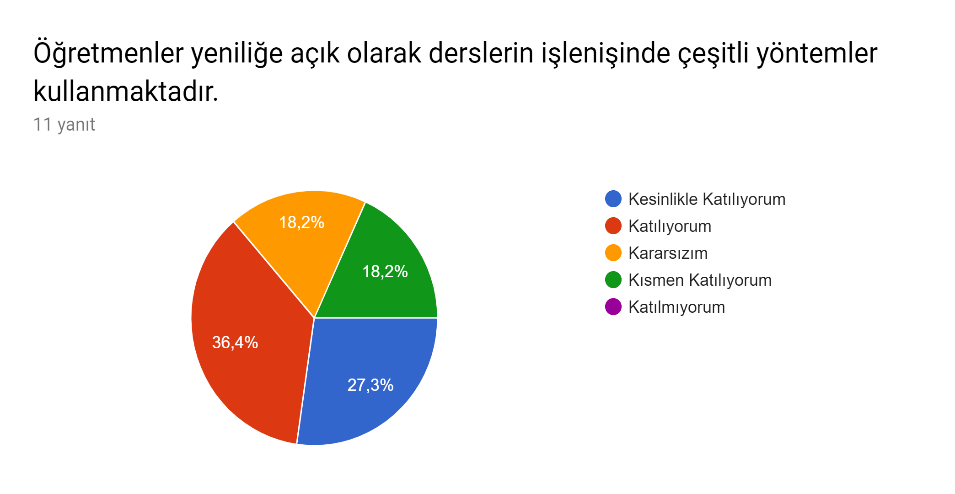 Öğretmenler yeniliğe açık olarak derslerin işlenişinde çeşitli yöntemler
kullanmaktadır.
11 yanıt
18,2%
18,2%
36,4%
27,3%
Kesinlikle Katılıyorum
Katılıyorum
Kararsızım
Kısmen Katılıyorum
Katılmıyorum